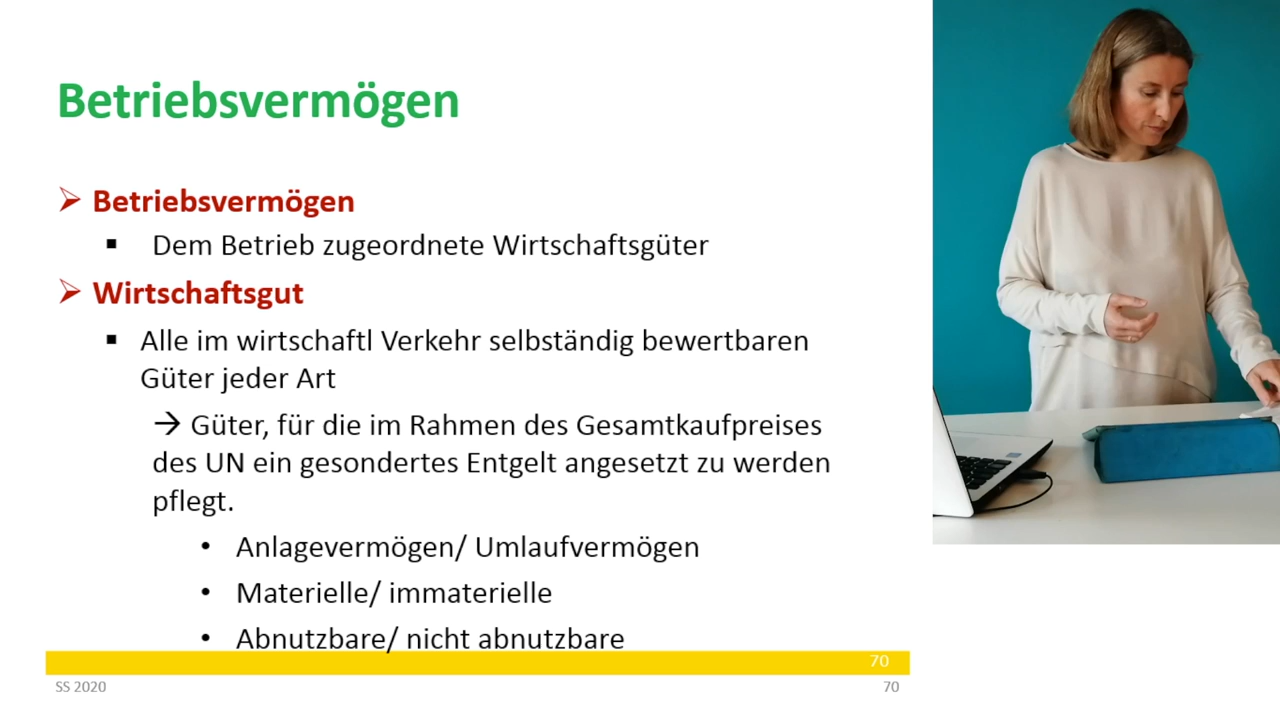 Betriebsvermögen
➢ Betriebsvermögen
▪ Dem Betrieb zugeordnete Wirtschaftsgüter
➢ Wirtschaftsgut
▪ Alle im wirtschaftl Verkehr selbständig bewertbaren
Güter jeder Art
→ Güter, für die im Rahmen des Gesamtkaufpreises
des UN ein gesondertes Entgelt angesetzt zu werden
pflegt.
• Anlagevermögen/ Umlaufvermögen
• Materielle/ immaterielle
• Abnutzbare/ nicht abnutzbare
70
SS 2020
70